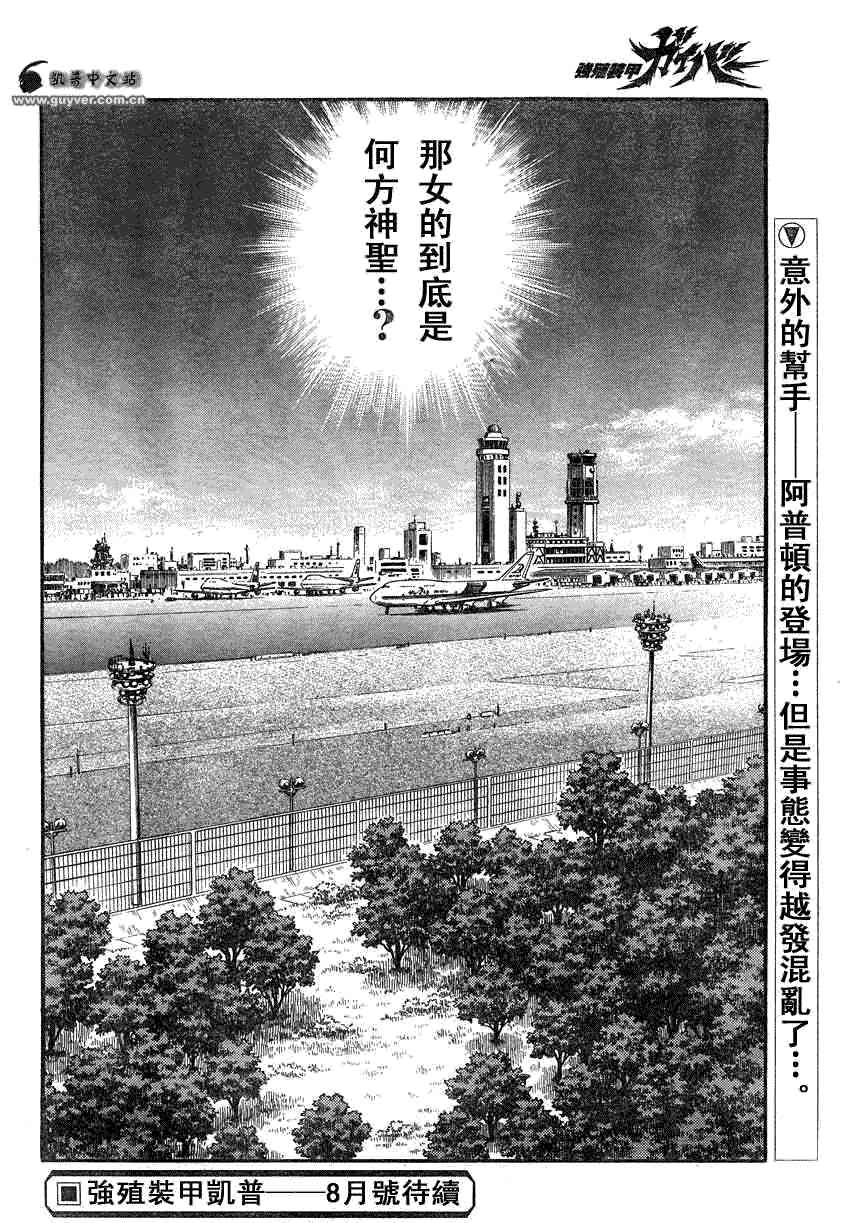 強殖裝甲
ガイバー
凱普中文站
www.guyver.com.cn
那女的到底是
何方神聖…?
意外的幫手——阿普頓的登場…但是事態變得越發混亂了…。
強殖裝甲凱普——8月號待續